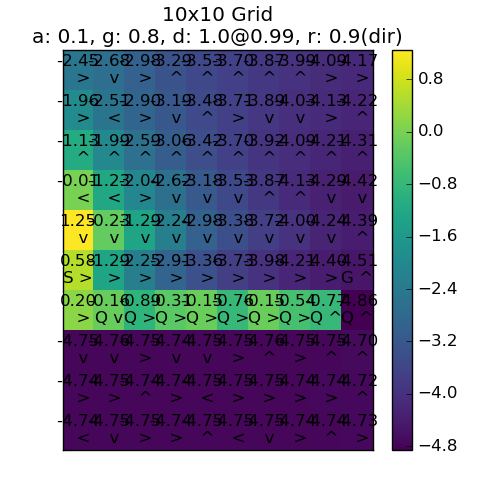 10x10 Grid
a: 0.1, g: 0.8, d: 1.0@0.99, r: 0.9(dir)
-2.45 -2.68 -2.98 -3.29 -3.53 -3.70 -3.87 -3.99 -4.09 -4.17
> v > ^ ^ ^ ^ ^ > >
-1.96 -2.51 -2.90 -3.19 -3.48 -3.71 -3.89 -4.03 -4.13 -4.22
> < > v ^ > v v > ^
-1.13 -1.99 -2.59 -3.06 -3.42 -3.70 -3.92 -4.09 -4.21 -4.31
^ ^ ^ ^ ^ ^ ^ ^ ^ ^
-0.01 -1.23 -2.04 -2.62 -3.18 -3.53 -3.87 -4.13 -4.29 -4.42
< < > v v v ^ ^ v v
1.25 -0.23 -1.29 -2.24 -2.98 -3.38 -3.72 -4.00 -4.24 -4.39
v v v v v v v v v ^
0.58 -1.29 -2.25 -2.91 -3.36 -3.73 -3.98 -4.21 -4.40 -4.51
S > > > > > > > > > G ^
0.20 -0.16 -0.89 -0.31 -0.15 -0.76 -0.15 -0.54 -0.77 -4.86
> Q v Q > Q > Q > Q > Q > Q > Q ^ Q ^
-4.75 -4.76 -4.75 -4.74 -4.75 -4.75 -4.76 -4.75 -4.75 -4.70
v v > v v > ^ > ^ ^
-4.74 -4.74 -4.75 -4.74 -4.75 -4.75 -4.75 -4.74 -4.74 -4.72
> > ^ > < > > > > ^
-4.74 -4.75 -4.75 -4.74 -4.75 -4.74 -4.75 -4.75 -4.74 -4.73
< v > > ^ < v > ^ >
0.8
0.0
−0.8
−1.6
−2.4
−3.2
−4.0
−4.8